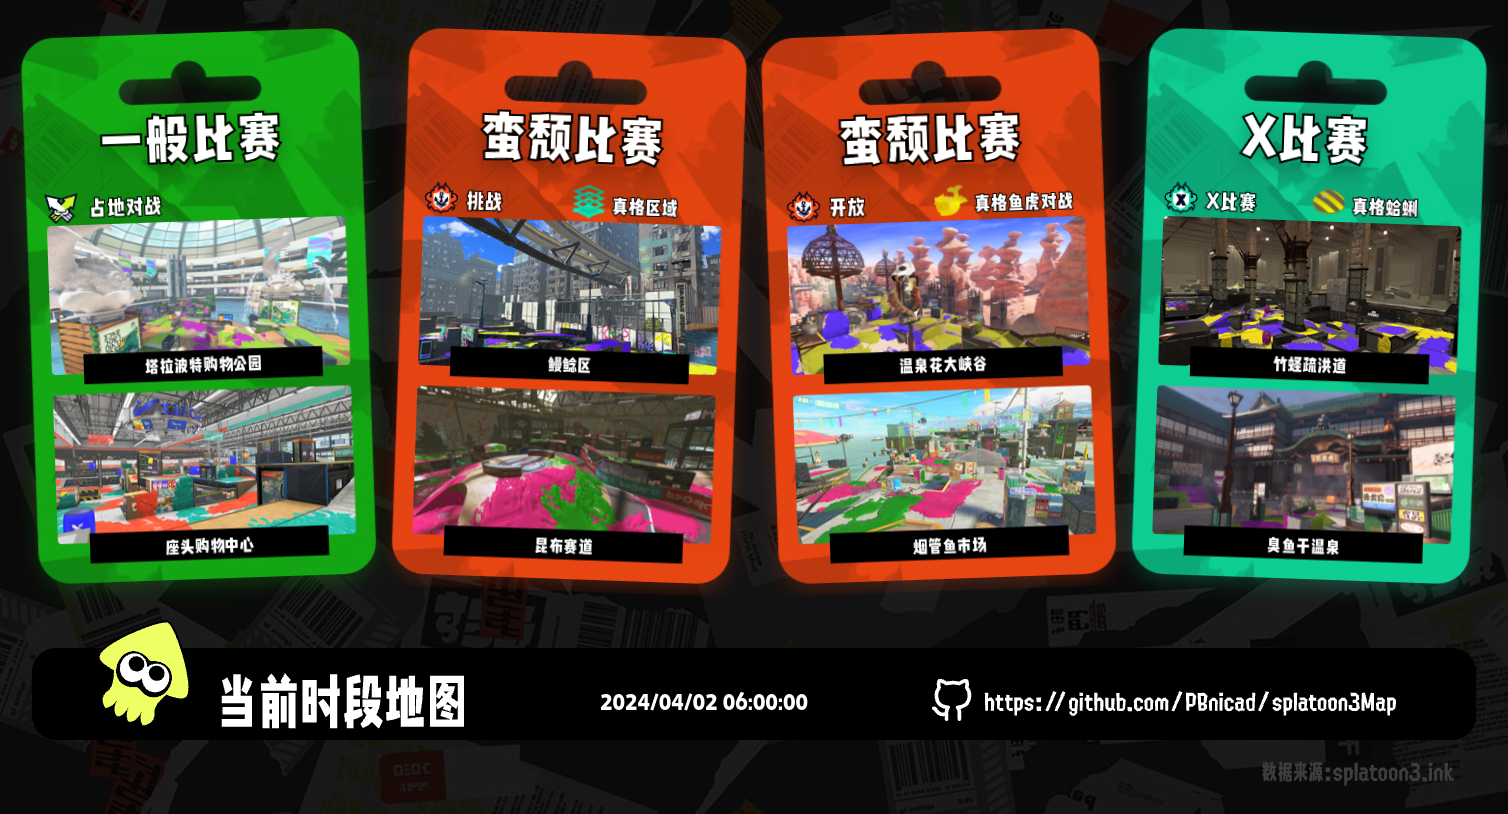 一般比赛
占地对战
塔拉波特购物公园
座头购物中心
蛮颓比赛
挑战
真格区域
鳗鲶区
昆布赛道
蛮颓比赛
开放
真格鱼虎对战
温泉花大峡谷
烟管鱼市场
X比赛
X比赛
真格蛤蜊
竹蛏疏洪道
臭鱼干温泉
当前时段地图
2024/04/02 06:00:00
https://github.com/PBnicad/splatoon3Map
数据来源:splatoon3.ink